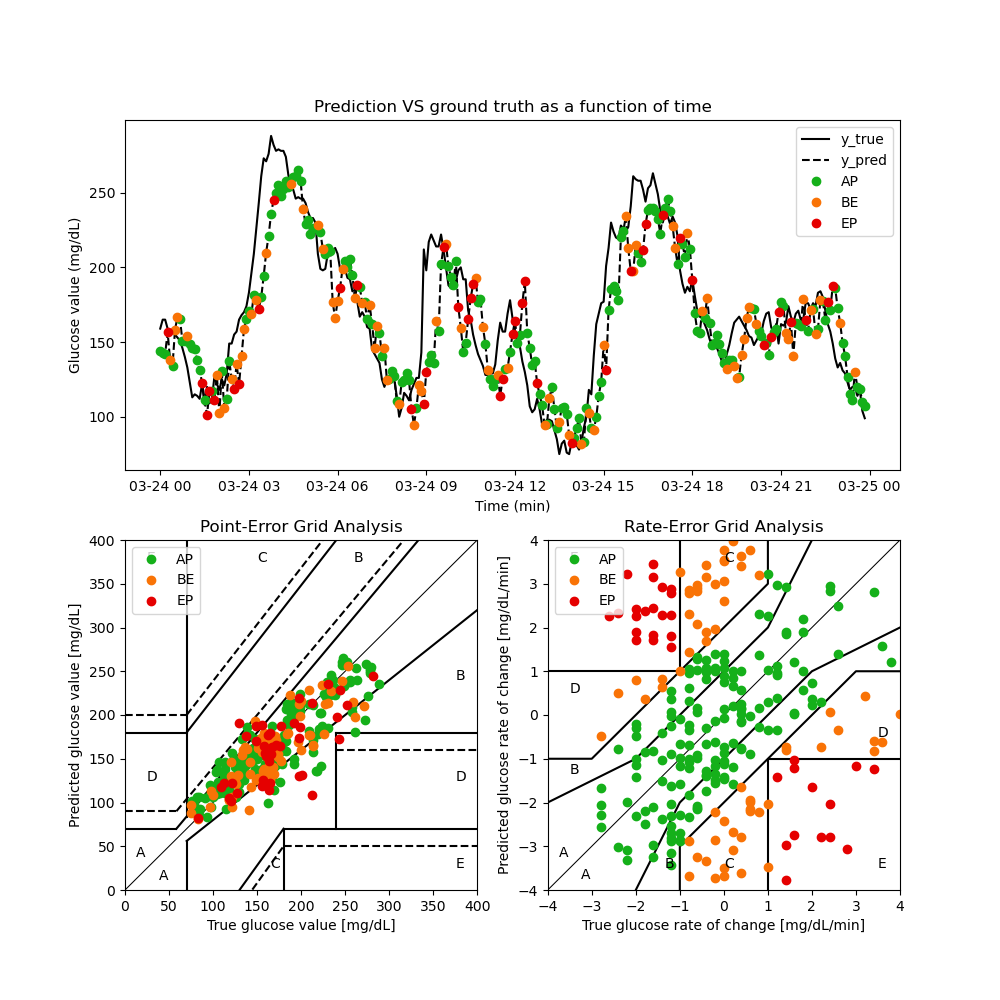 Prediction VS ground truth as a function of time
Glucose value (mg/dL)
250
200
150
100
y_true
y_pred
AP
BE
EP
03-24 00 03-24 03 03-24 06 03-24 09 03-24 12 03-24 15 03-24 18 03-24 21 03-25 00
Time (min)
Point-Error Grid Analysis
Predicted glucose value [mg/dL]
400
350
300
250
200
150
100
50
0
AP
BE
EP
C
B
B
D
D
A
A
C
E
0 50 100 150 200 250 300 350 400
True glucose value [mg/dL]
Rate-Error Grid Analysis
Predicted glucose rate of change [mg/dL/min]
4
3
2
1
0
−1
−2
−3
−4
AP
BE
EP
C
D
D
B
A
A
B
C
E
−4 −3 −2 −1 0 1 2 3 4
True glucose rate of change [mg/dL/min]